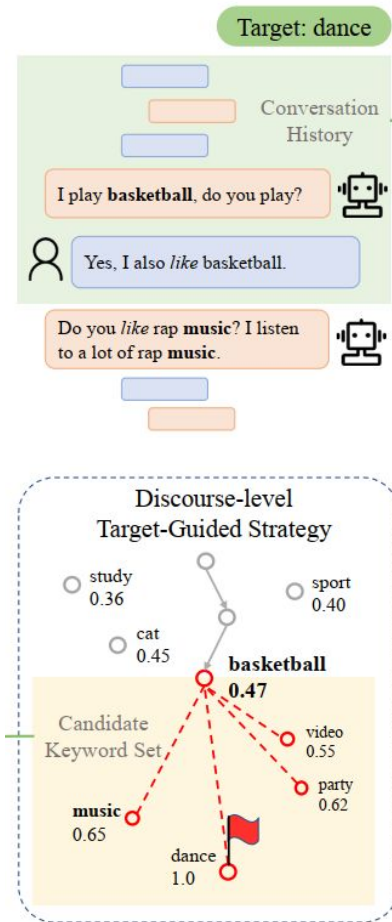 Target: dance
Conversation
History
I play basketball, do you play?
Yes, I also like basketball.
Do you like rap music? I listen
to a lot of rap music.
Discourse-level
Target-Guided Strategy
study
0.36
sport
0.40
cat
0.45
basketball
0.47
Candidate
Keyword Set
video
0.55
party
0.62
music
0.65
dance
1.0